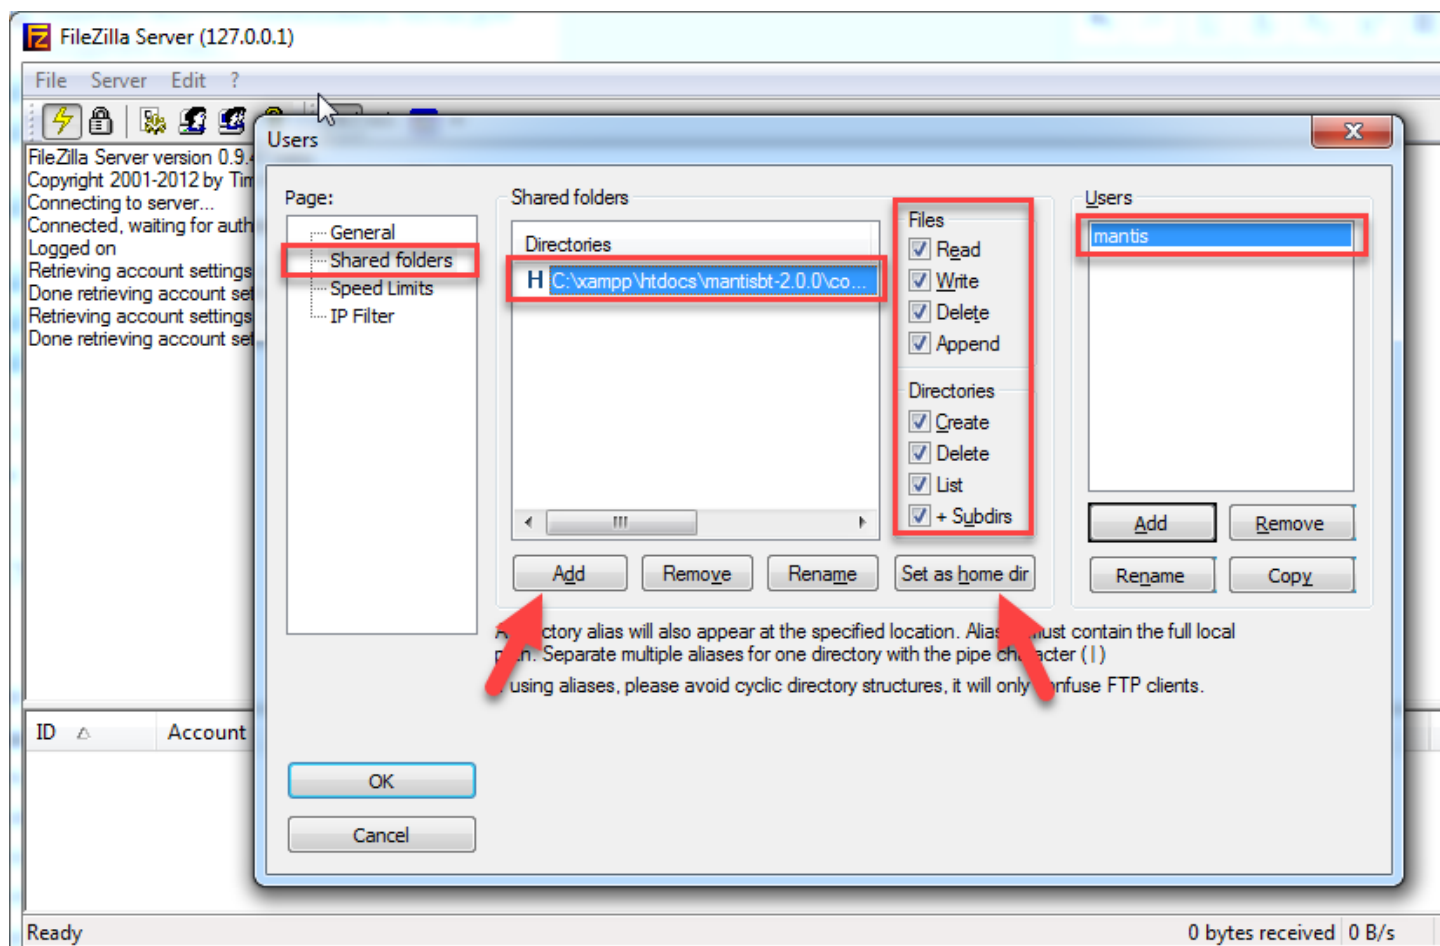 FileZilla Server (127.0.0.1)
File Server Edit ?
FileZilla Server version 0.9.
Copyright 2001-2012 by Tim
Connecting to server...
Connected, waiting for auth
Logged on
Retrieving account settings
Done retrieving account set
Retrieving account settings
Done retrieving account set
Users
Page:
General
Shared folders
Speed Limits
IP Filter
Shared folders
Directories
H C:\xampp\htdocs\mantisbt-2.0.0\co...
Files
Read
Write
Delete
Append
Directories
Create
Delete
List
+ Subdirs
Add Remove Rename Set as home dir
Users
mantis
Add Remove
Rename Copy
A ctory alias will also appear at the specified location. Alias must contain the full local
Separate multiple aliases for one directory with the pipe character (|)
using aliases, please avoid cyclic directory structures, it will only confuse FTP clients.
OK
Cancel
ID Account
Ready 0 bytes received 0 B/s